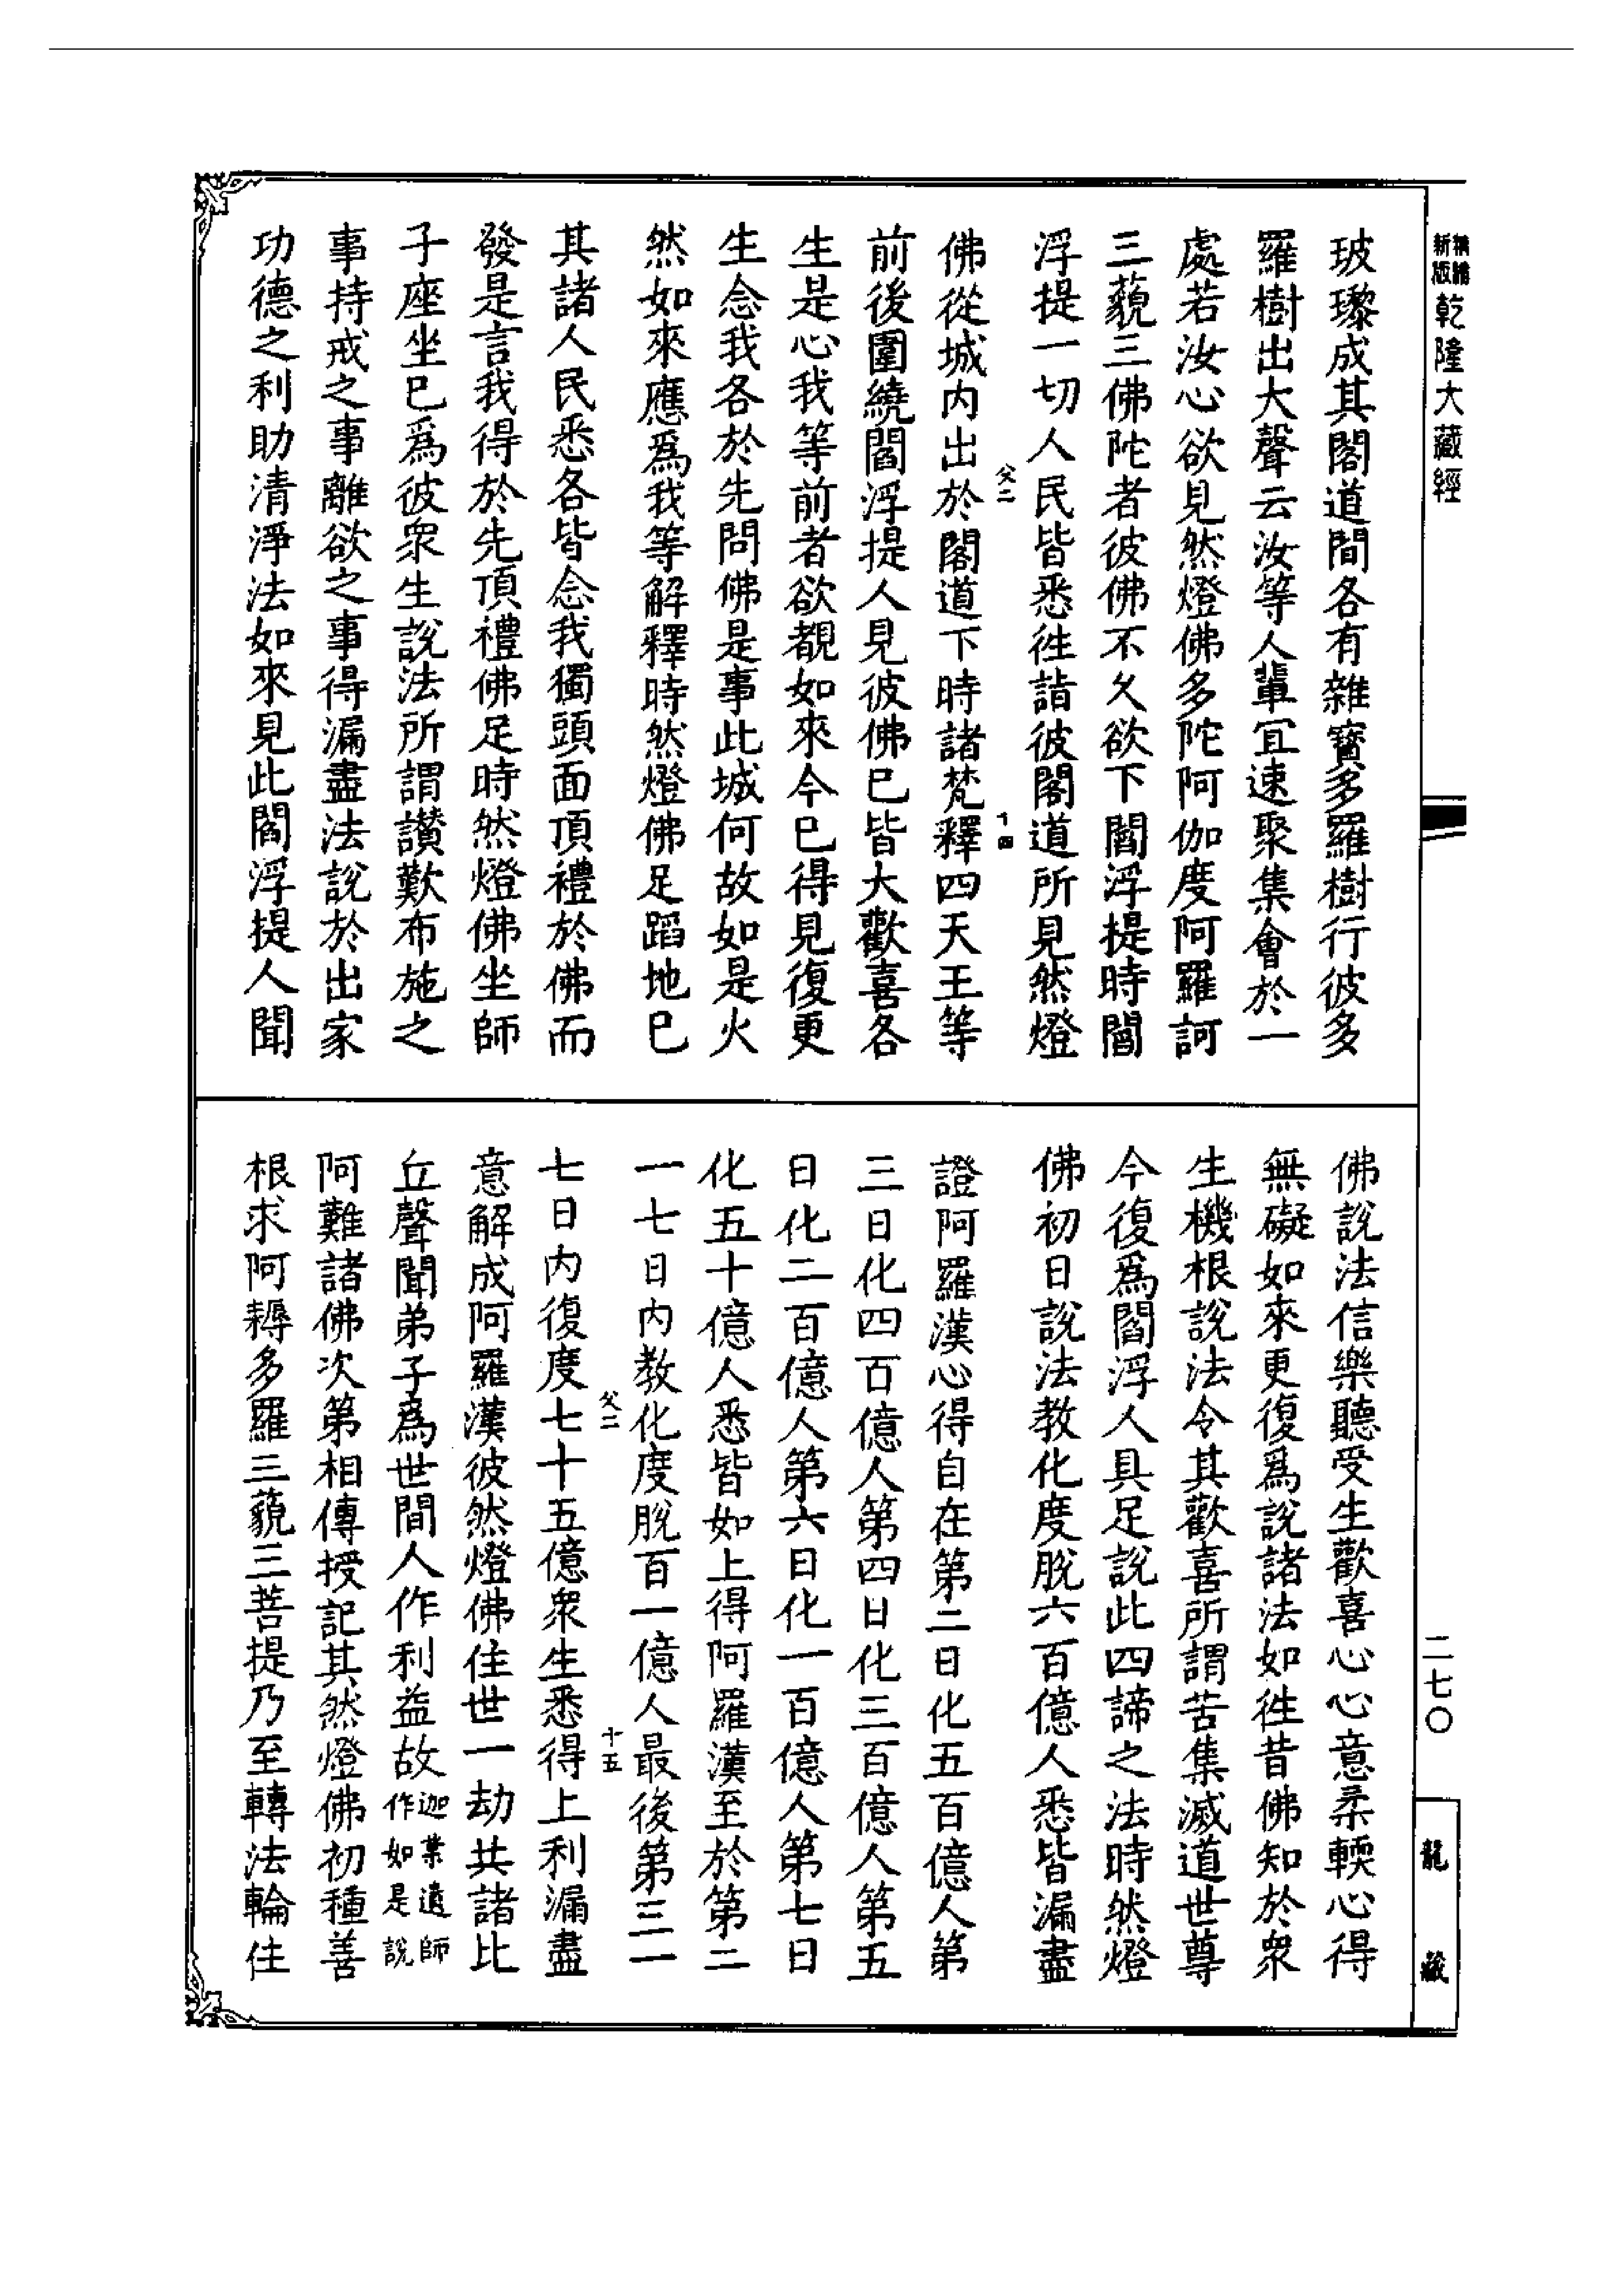 新版
乾隆大藏經
玻瓈成其閣道間各有雜寶多羅樹行彼多
羅樹出大聲云汝等人輩宜速聚集會於一
處若汝心欲見然燈佛多陀阿伽度阿羅訶
三藐三佛陀者彼佛不久欲下閻浮提時閻
浮提一切人民皆悉徃詣彼閣道所見然燈
父二
十四
佛從城内出於閣道下時諸梵釋四天王等
前後圍繞閻浮提人見彼佛已皆大歡喜各
生是心我等前者欲覩如來今已得見復更
生念我各於先問佛是事此城何故如是火
然如來應爲我等解釋時然燈佛足蹈地已
其諸人民悉各皆念我獨頭面頂禮於佛而
發是言我得於先頂禮佛足時然燈佛坐師
子座坐已爲彼衆生說法所謂讃歎布施之
事持戒之事離欲之事得漏盡法說於出家
功德之利助清淨法如來見此閻浮提人聞
佛說法信樂聽受生歡喜心心意柔輭心得
無礙如來更復爲說諸法如徃昔佛知於衆
生機根說法令其歡喜所謂苦集滅道世尊
今復爲閻浮人具足說此四諦之法時然燈
佛初日說法教化度脫六百億人悉皆漏盡
證阿羅漢心得自在第二日化五百億人第
三日化四百億人第四日化三百億人第五
日化二百億人第六日化一百億人第七日
化五十億人悉皆如上得阿羅漢至於第二
一七日内教化度脫百一億人最後第三一
父二
十五
七日内復度七十五億衆生悉得上利漏盡
意解成阿羅漢彼然燈佛住世一劫共諸比
丘聲聞弟子爲世間人作利益故迦葉遺師作如是說
阿難諸佛次第相傳授記其然燈佛初種善
根求阿耨多羅三藐三菩提乃至轉法輪住
二七〇
龍藏